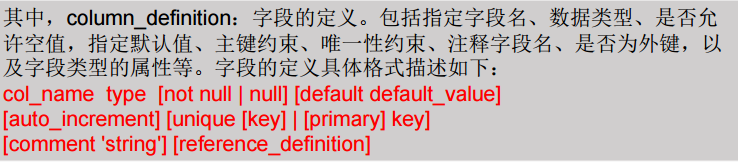 其中，column_definition：字段的定义。包括指定字段名、数据类型、是否允
许空值，指定默认值、主键约束、唯一性约束、注释字段名、是否为外键，以
及字段类型的属性等。字段的定义具体格式描述如下：
col_name type [not null | null] [default default_value]
[auto_increment] [unique [key] | [primary] key]
[comment 'string'] [reference_definition]